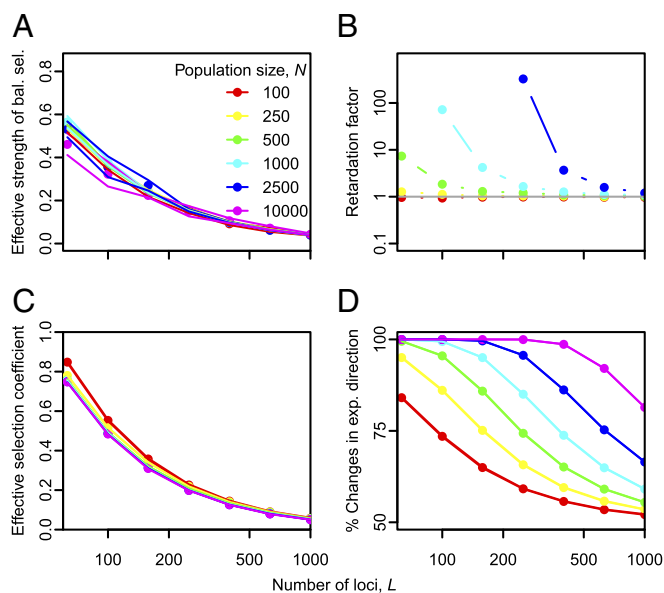 A
Effective strength of bal. sel.
0.0 0.2 0.4 0.6 0.8
Population size, N
100
250
500
1000
2500
10000
B
Retardation factor
0.1 1 10 100
C
Effective selection coefficient
0.0 0.2 0.4 0.6 0.8 1.0
100 200 500 1000
D
% Changes in exp. direction
50 75 100
100 200 500 1000
Number of loci, L